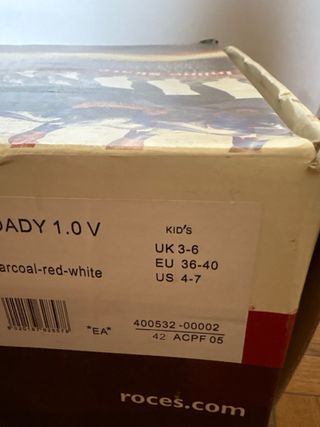 OADY 1.0 V
KID'S
UK 3-6
EU 36-40
arcoal-red-white
US 4-7
"EA"
400532-00002
42 ACPF 05
roces.com